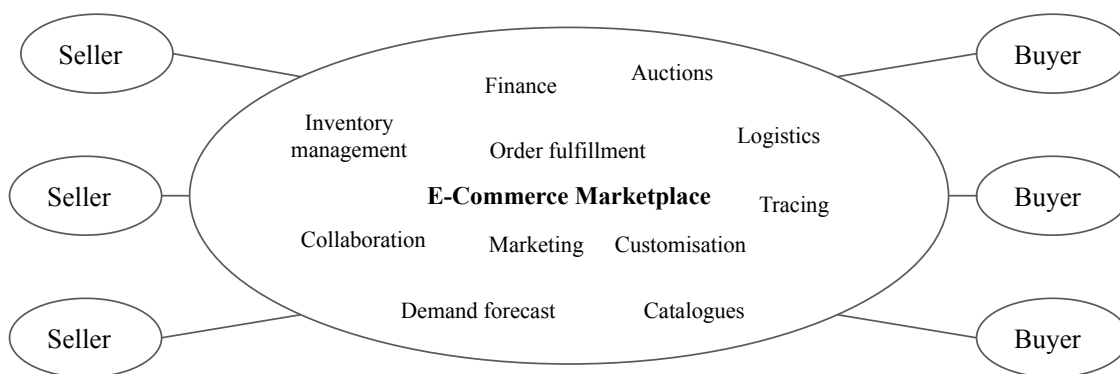 Seller
Buyer
Auctions
Finance
Inventory
management
Logistics
Order fulfillment
Seller
E-Commerce Marketplace
Tracing
Buyer
Collaboration
Marketing
Customisation
Demand forecast
Catalogues
Seller
Buyer